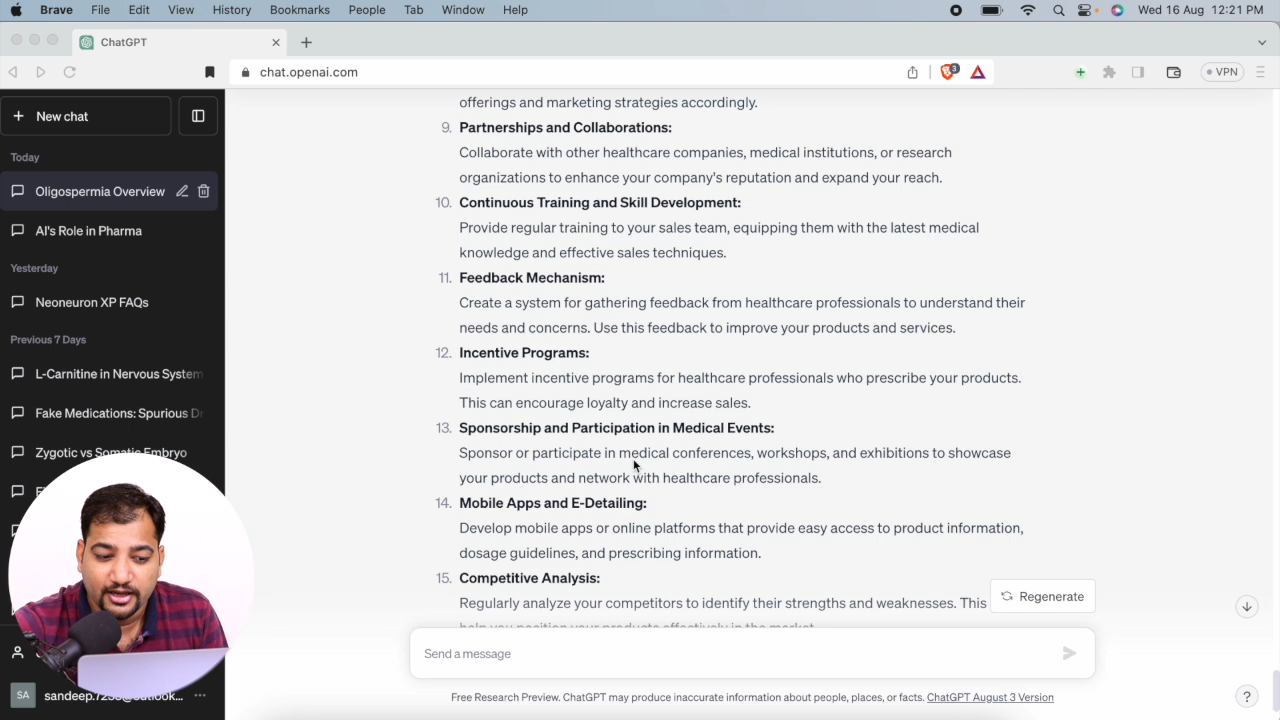 Brave File Edit View History Bookmarks People Tab Window Help Wed 16 Aug 12:21 PM
ChatGPT
chat.openai.com 3 VPN
New chat
Today
Oligospermia Overview
AI's Role in Pharma
Yesterday
Neoneuron XP FAQs
Previous 7 Days
L-Carnitine in Nervous System
Fake Medications: Spurious Dr
Zygotic vs Somatic Embryo
SA
offerings and marketing strategies accordingly.
9. Partnerships and Collaborations:
Collaborate with other healthcare companies, medical institutions, or research
organizations to enhance your company's reputation and expand your reach.
10. Continuous Training and Skill Development:
Provide regular training to your sales team, equipping them with the latest medical
knowledge and effective sales techniques.
11. Feedback Mechanism:
Create a system for gathering feedback from healthcare professionals to understand their
needs and concerns. Use this feedback to improve your products and services.
12. Incentive Programs:
Implement incentive programs for healthcare professionals who prescribe your products.
This can encourage loyalty and increase sales.
13. Sponsorship and Participation in Medical Events:
Sponsor or participate in medical conferences, workshops, and exhibitions to showcase
your products and network with healthcare professionals.
14. Mobile Apps and E-Detailing:
Develop mobile apps or online platforms that provide easy access to product information,
dosage guidelines, and prescribing information.
15. Competitive Analysis:
Regularly analyze your competitors to identify their strengths and weaknesses. This
help you position your products effectively in the market.
Regenerate
Send a message
Free Research Preview. ChatGPT may produce inaccurate information about people, places, or facts. ChatGPT August 3 Version
?